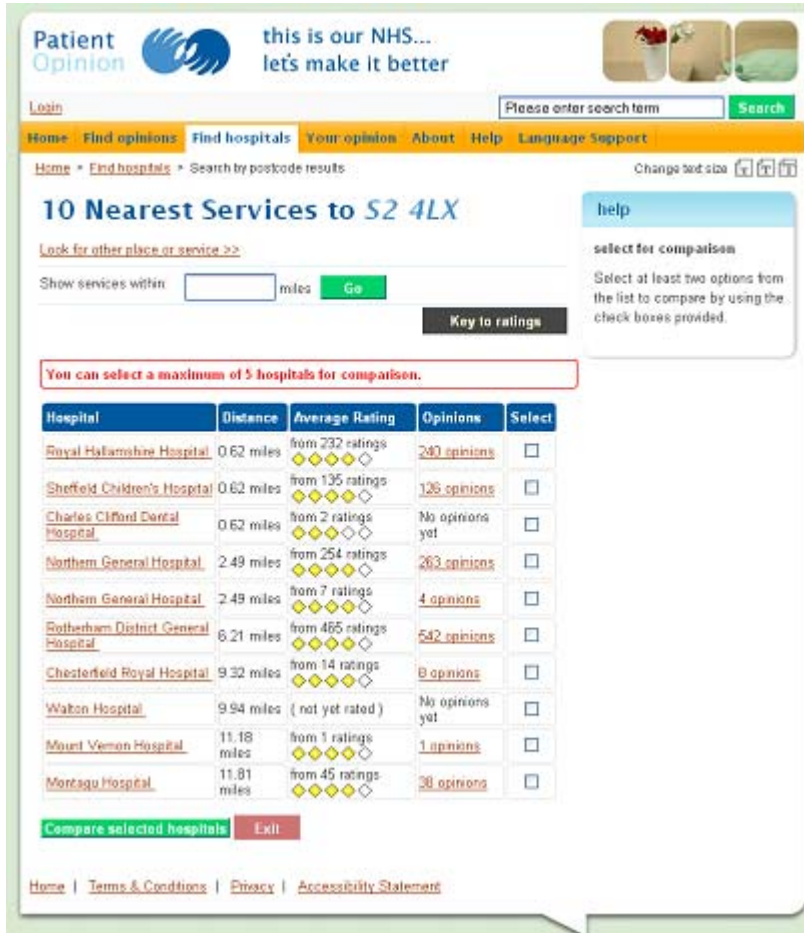 Patient
Opinion
this is our NHS...
let's make it better
Login
Please enter search term
Search
Home Find opinions Find hospitals Your opinion About Help Language Support
Home Find hospitals Search by postcode results
Change text size T T T
10 Nearest Services to S2 4LX
Look for other place or service >>
Show services within miles Go
Key to ratings
help
select for comparison
Select at least two options from
the list to compare by using the
check boxes provided.
You can select a maximum of 5 hospitals for comparison.
Hospital Distance Average Rating Opinions Select
Royal Hallamshire Hospital 0.62 miles from 232 ratings 240 opinions
Sheffield Children's Hospital 0.62 miles from 135 ratings 126 opinions
Charles Clifford Dental
Hospital 0.62 miles from 2 ratings No opinions
yet
Northern General Hospital 2.49 miles from 254 ratings 263 opinions
Northern General Hospital 2.49 miles from 7 ratings 4 opinions
Rotherham District General
Hospital 6.21 miles from 465 ratings 542 opinions
Chesterfield Royal Hospital 9.32 miles from 14 ratings 8 opinions
Walton Hospital 9.94 miles ( not yet rated ) No opinions
yet
Mount Vernon Hospital 11.18
miles from 1 ratings 1 opinions
Montagu Hospital 11.81
miles from 45 ratings 38 opinions
Compare selected hospitals Exit
Home | Terms & Conditions | Privacy | Accessibility Statement